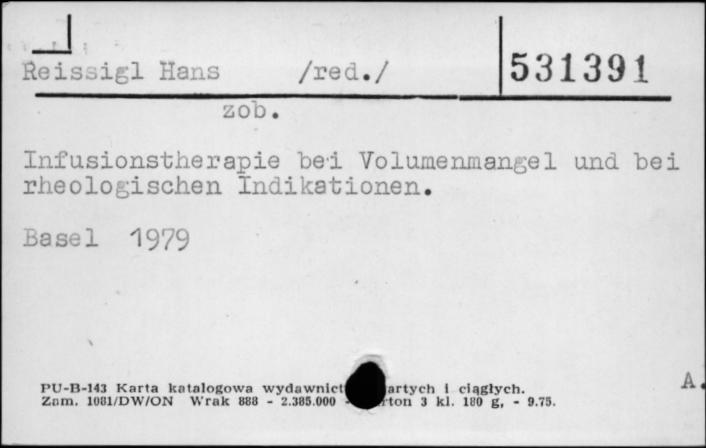 Reissigl Hans /red./ 531391
zob.
Infusionstherapie bei Volumenmangel und bei
rheologischen Indikationen.
Basel 1979
A.
PU-B-143 Karta katalogowa wydawnict artych i ciągłych.
Zam. 1081/DW/ON Wrak 888 - 2.385.000 - rton 3 kl. 180 g, - 9.75.